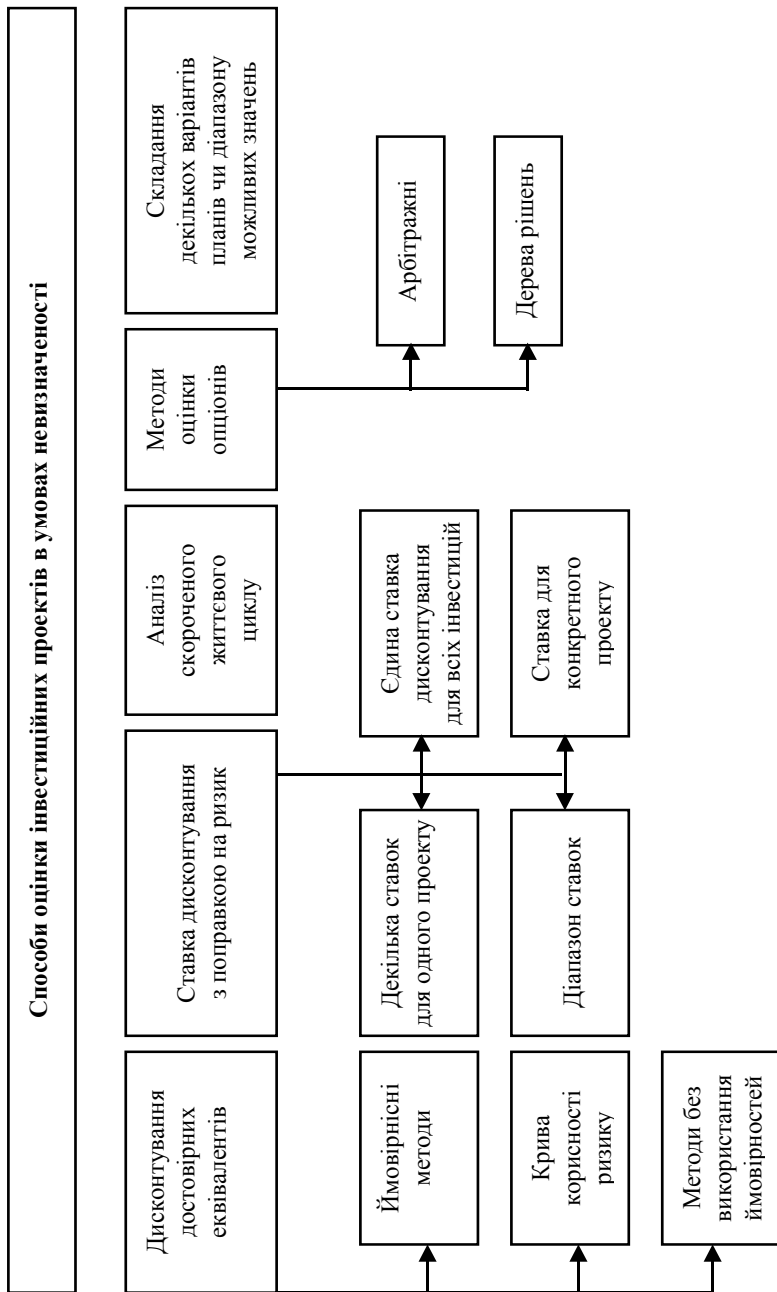 Способи оцінки інвестиційних проектів в умовах невизначеності
Дисконтування
достовірних
еквівалентів
Ставка дисконтування
з поправкою на ризик
Аналіз
скороченого
життєвого
циклу
Методи
оцінки
опціонів
Складання
декількох варіантів
планів чи діапазону
можливих значень
Ймовірнісні
методи
Декілька ставок
для одного проекту
Єдина ставка
дисконтування
для всіх інвестицій
Арбітражні
Крива
корисності
ризику
Діапазон ставок
Ставка для
конкретного
проекту
Дерева рішень
Методи без
використання
ймовірностей